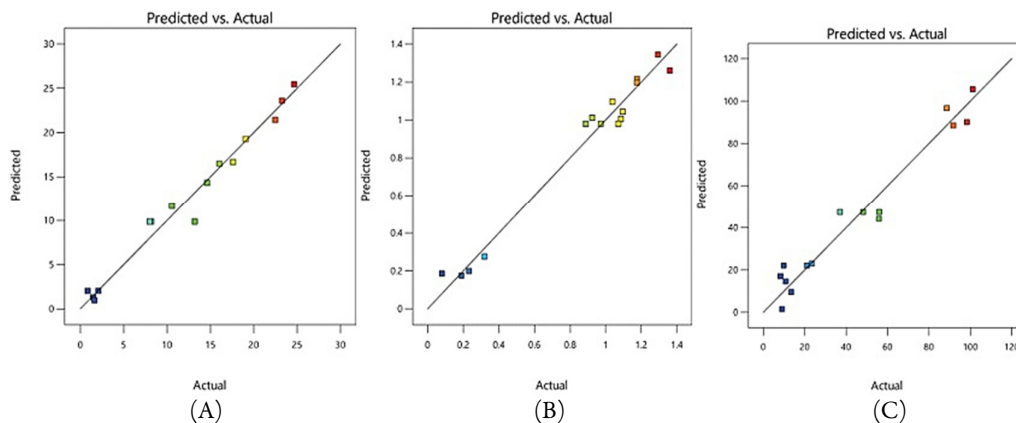 Predicted vs. Actual
30
25
20
15
10
5
0
Predicted
0 5 10 15 20 25 30
Actual
(A)
Predicted vs. Actual
1.4
1.2
1
0.8
0.6
0.4
0.2
0
Predicted
0 0.2 0.4 0.6 0.8 1 1.2 1.4
Actual
(B)
Predicted vs. Actual
120
100
80
60
40
20
0
Predicted
0 20 40 60 80 100 120
Actual
(C)